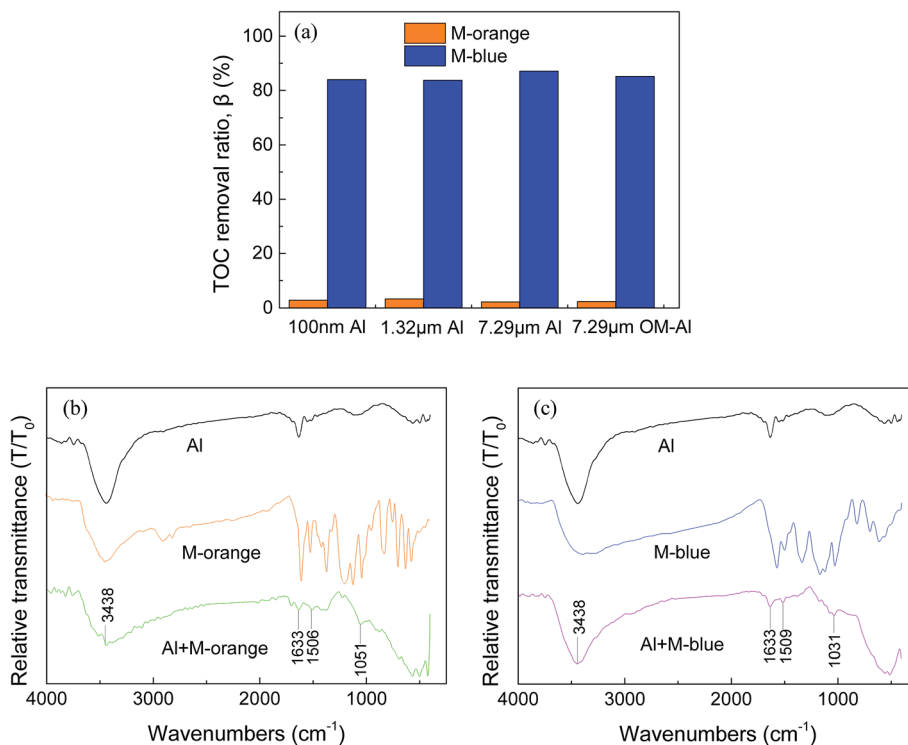 (a)
M-orange
M-blue
TOC removal ratio, β (%)
100
80
60
40
20
0
100nm Al 1.32μm Al 7.29μm Al 7.29μm OM-Al
(b)
Relative transmittance (T/T₀)
Al
M-orange
Al+M-orange
3438
1633
1506
1051
4000 3000 2000 1000
Wavenumbers (cm⁻¹)
(c)
Relative transmittance (T/T₀)
Al
M-blue
Al+M-blue
3438
1633
1509
1031
4000 3000 2000 1000
Wavenumbers (cm⁻¹)